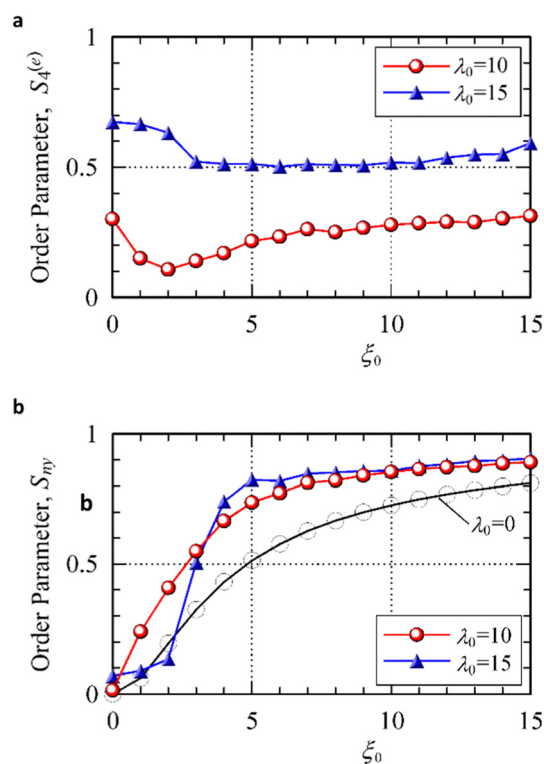 a
Order Parameter, S₄⁽ᵉ⁾
1
0.5
0
λ₀=10
λ₀=15
0 5 10 15
ξ₀
b
Order Parameter, Sₙᵧ
1
b
0.5
0
λ₀=0
λ₀=10
λ₀=15
0 5 10 15
ξ₀